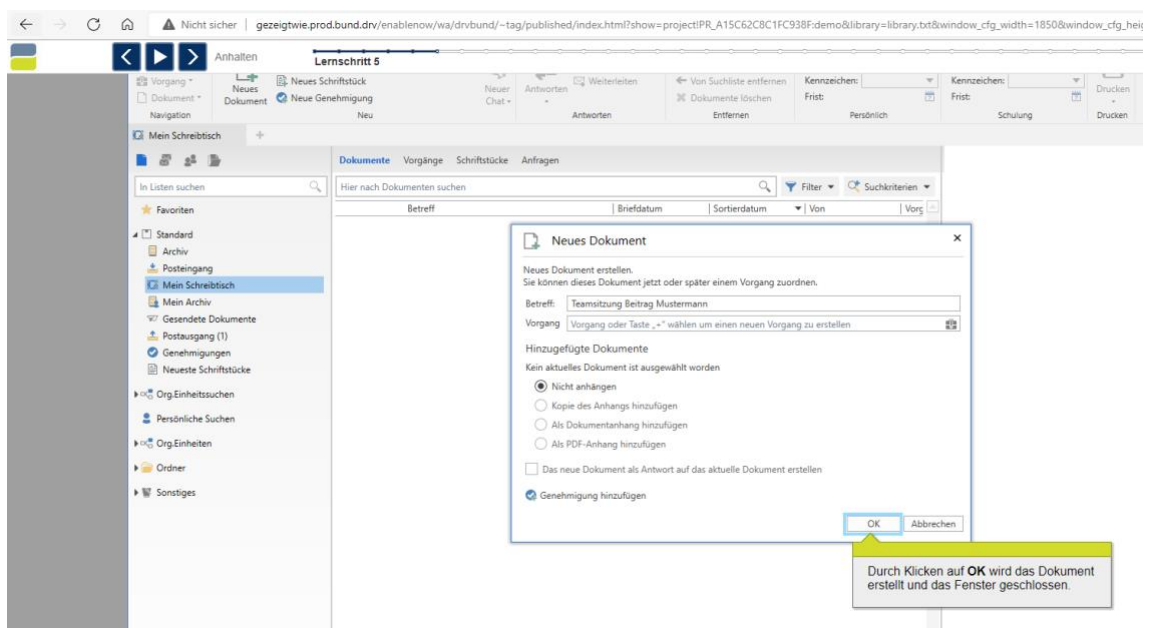 Nicht sicher | gezeigtwie.prod.bund.drv/enablenow/wa/drvbund/~tag/published/index.html?show=project!PR_A15C62C8C1FC938F:demo&library=library.txt&window_cfg_width=1850&window_cfg_heig
Anhalten
Lernschritt 5
Vorgang
Dokument
Neues Dokument
Neues Schriftstück
Neue Genehmigung
Neuer Chat
Antworten
Weiterleiten
Von Suchliste entfernen
Dokumente löschen
Kennzeichen:
Frist:
Kennzeichen:
Frist:
Drucken
Navigation Neu Antworten Entfernen Persönlich Schulung Drucken
Mein Schreibtisch +
Dokumente Vorgänge Schriftstücke Anfragen
In Listen suchen
Hier nach Dokumenten suchen
Filter Suchkriterien
Betreff Briefdatum Sortierdatum Von Vorg
Favoriten
Standard
Archiv
Posteingang
Mein Schreibtisch
Mein Archiv
Gesendete Dokumente
Postausgang (1)
Genehmigungen
Neueste Schriftstücke
Org.Einheitssuchen
Persönliche Suchen
Org.Einheiten
Ordner
Sonstiges
Neues Dokument
Neues Dokument erstellen.
Sie können dieses Dokument jetzt oder später einem Vorgang zuordnen.
Betreff: Teamsitzung Beitrag Mustermann
Vorgang Vorgang oder Taste „+“ wählen um einen neuen Vorgang zu erstellen
Hinzugefügte Dokumente
Kein aktuelles Dokument ist ausgewählt worden
Nicht anhängen
Kopie des Anhangs hinzufügen
Als Dokumentanhang hinzufügen
Als PDF-Anhang hinzufügen
Das neue Dokument als Antwort auf das aktuelle Dokument erstellen
Genehmigung hinzufügen
OK Abbrechen
Durch Klicken auf OK wird das Dokument
erstellt und das Fenster geschlossen.